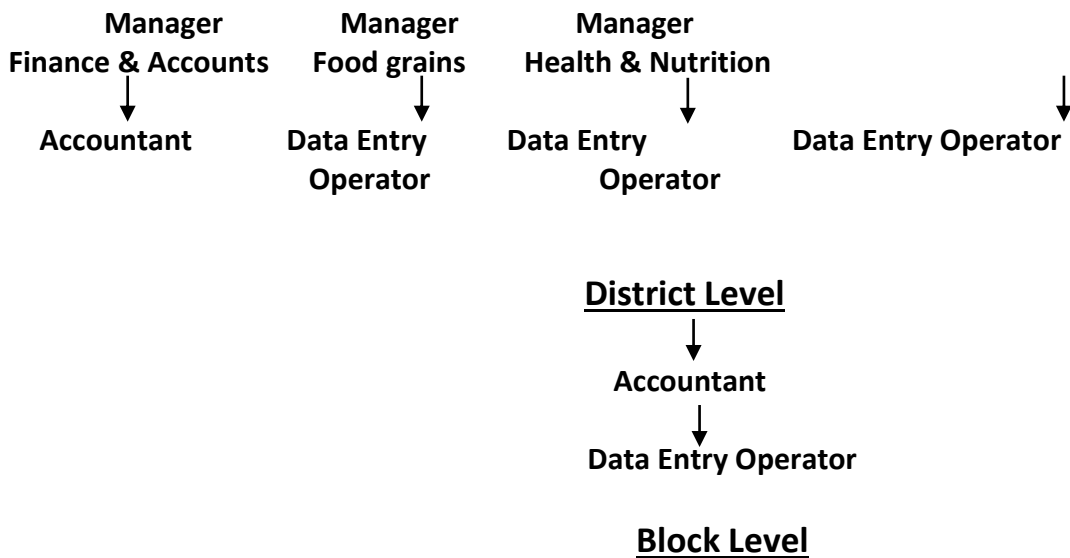 Manager Manager Manager
Finance & Accounts Food grains Health & Nutrition
Accountant Data Entry Data Entry Data Entry Operator
Operator Operator
District Level
Accountant
Data Entry Operator
Block Level